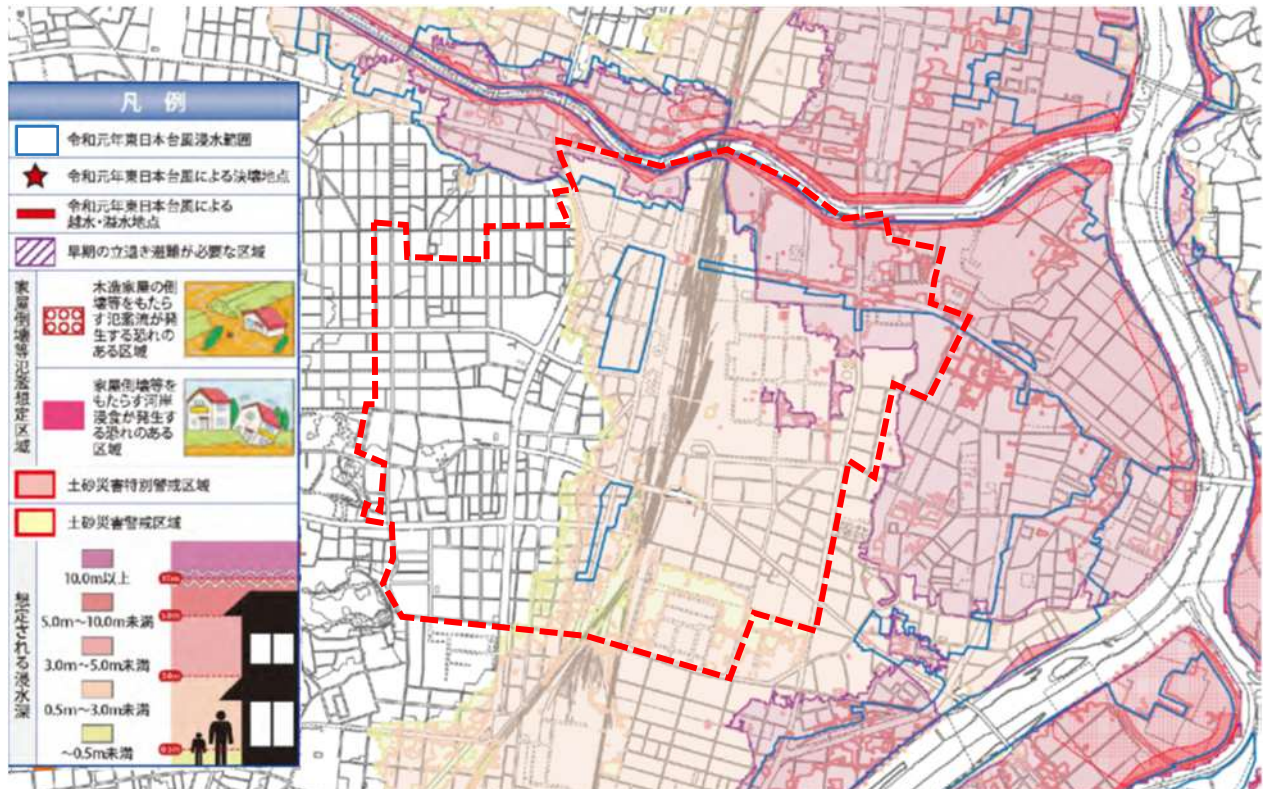 凡例
令和元年東日本台風浸水範囲
令和元年東日本台風による決壊地点
令和元年東日本台風による
越水・溢水地点
早期の立退き避難が必要な区域
家屋倒壊等氾濫想定区域
木造家屋の倒
壊等をもたら
す氾濫流が発
生する恐れの
ある区域
家屋倒壊等を
もたらす河岸
浸食が発生す
る恐れのある
区域
土砂災害特別警戒区域
土砂災害警戒区域
想定される浸水深
10.0m以上
5.0m～10.0m未満
3.0m～5.0m未満
0.5m～3.0m未満
～0.5m未満